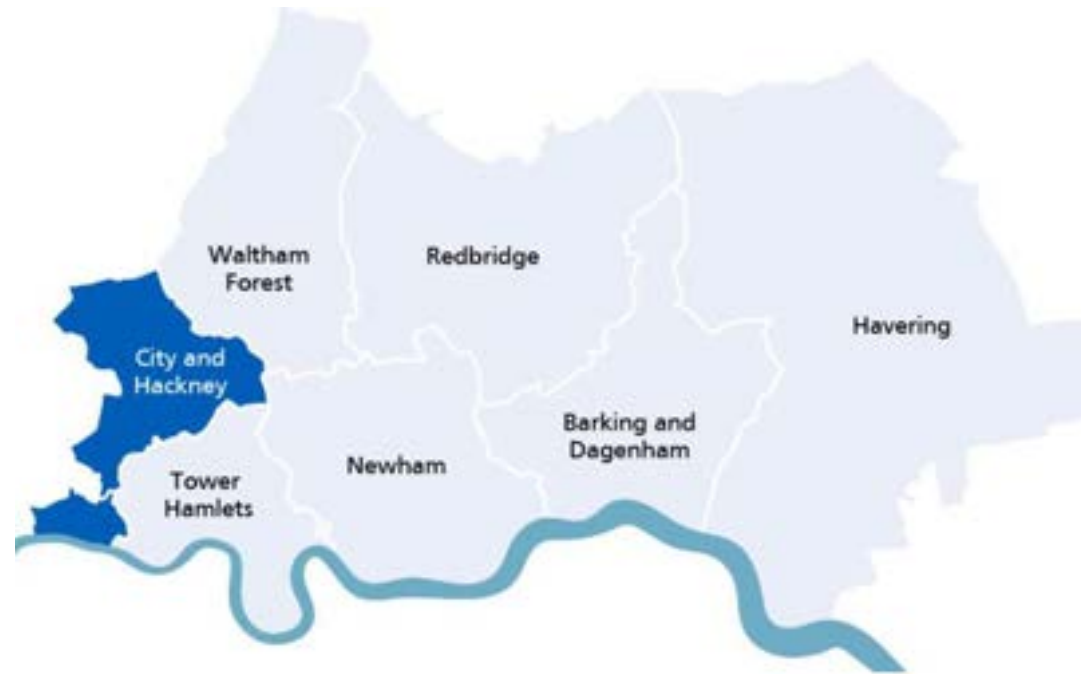 Waltham
Forest
Redbridge
Havering
City and
Hackney
Barking and
Dagenham
Newham
Tower
Hamlets